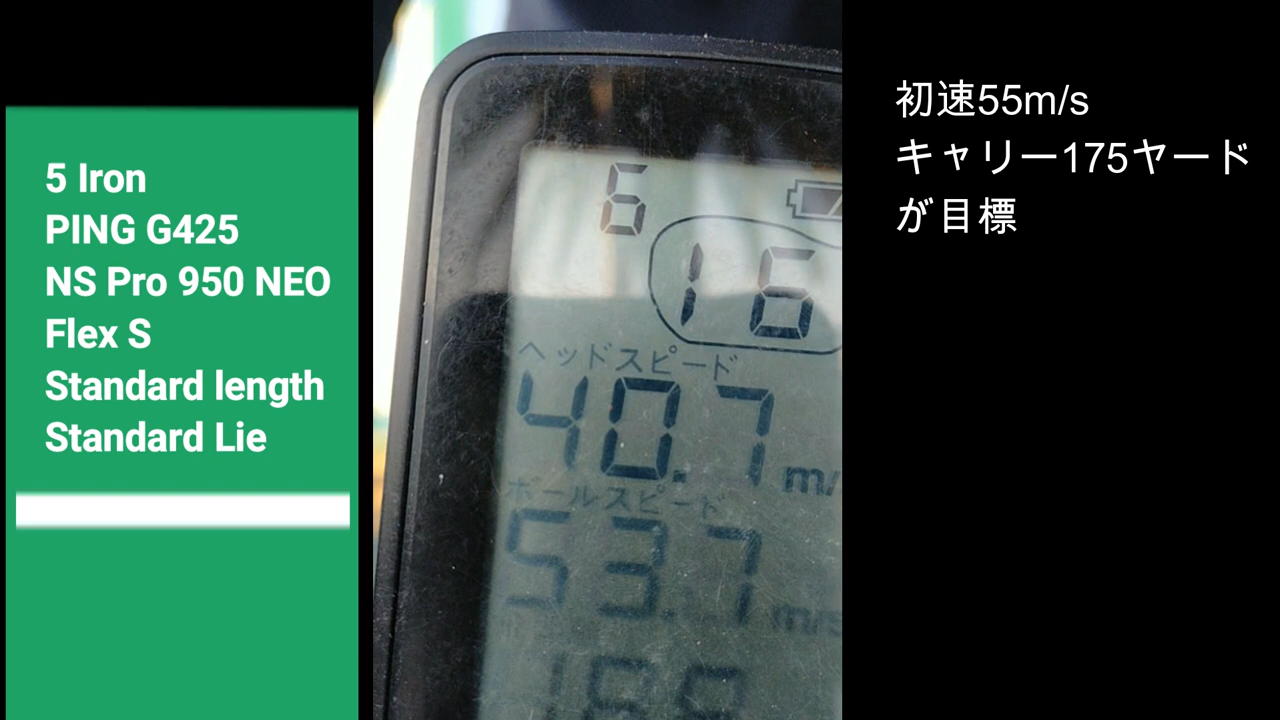 5 Iron
PING G425
NS Pro 950 NEO
Flex S
Standard length
Standard Lie
6
16
ヘッドスピード
40.7 m/
ボールスピード
53.7 m/s
初速55m/s
キャリー175ヤード
が目標